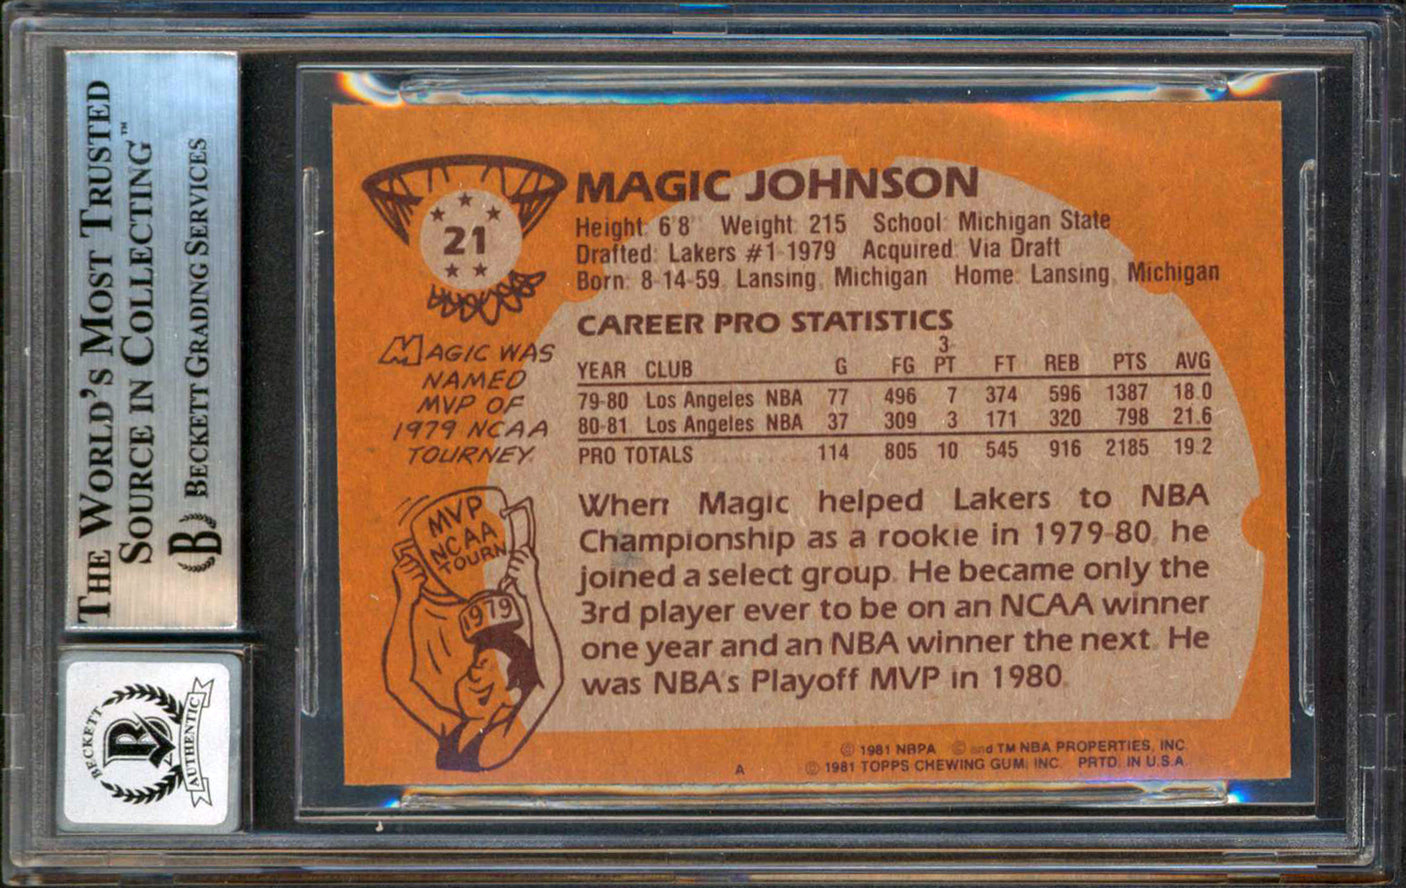 THE WORLD'S MOST TRUSTED
SOURCE IN COLLECTING™
B BECKETT GRADING SERVICES
BECKETT
B
AUTHENTIC
21
MAGIC JOHNSON
Height: 6'8" Weight: 215 School: Michigan State
Drafted: Lakers #1-1979 Acquired: Via Draft
Born: 8-14-59, Lansing, Michigan Home: Lansing, Michigan
MAGIC WAS
NAMED
MVP OF
1979 NCAA
TOURNEY.
MVP
NCAA
TOURN
1979
CAREER PRO STATISTICS
YEAR CLUB G FG 3-PT FT REB PTS AVG
79-80 Los Angeles NBA 77 496 7 374 596 1387 18.0
80-81 Los Angeles NBA 37 309 3 171 320 798 21.6
PRO TOTALS ........... 114 805 10 545 916 2185 19.2
When Magic helped Lakers to NBA
Championship as a rookie in 1979-80, he
joined a select group. He became only the
3rd player ever to be on an NCAA winner
one year and an NBA winner the next. He
was NBA's Playoff MVP in 1980.
© 1981 NBPA © and TM NBA PROPERTIES, INC.
A © 1981 TOPPS CHEWING GUM, INC. PRTD. IN U.S.A.